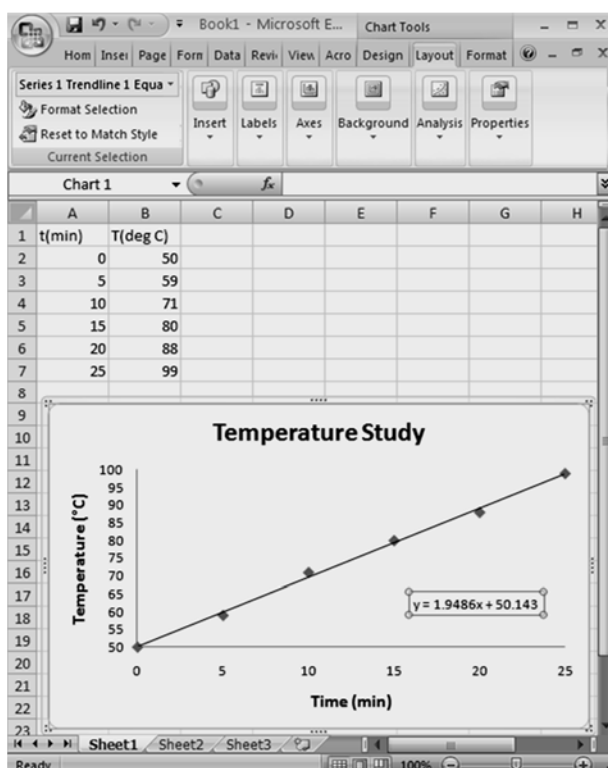 Book1 - Microsoft E... Chart Tools
Hom Inser Page Forn Data Revi View Acro Design Layout Format
Series 1 Trendline 1 Equa
Format Selection
Reset to Match Style
Current Selection
Insert Labels Axes Background Analysis Properties
Chart 1 fx
A B C D E F G H
1 t(min) T(deg C)
2 0 50
3 5 59
4 10 71
5 15 80
6 20 88
7 25 99
8
9
10
11
12
13
14
15
16
17
18
19
20
21
22
23
Temperature Study
Temperature (°C)
100
95
90
85
80
75
70
65
60
55
50
y = 1.9486x + 50.143
0 5 10 15 20 25
Time (min)
Sheet1 Sheet2 Sheet3
Ready 100%